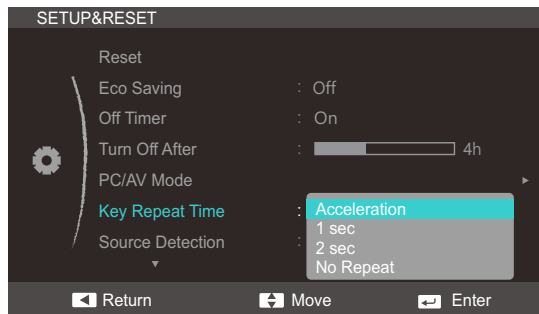 SETUP&RESET
Reset
Eco Saving : Off
Off Timer : On
Turn Off After : 4h
PC/AV Mode
Key Repeat Time : Acceleration
1 sec
Source Detection : 2 sec
No Repeat
Return Move Enter